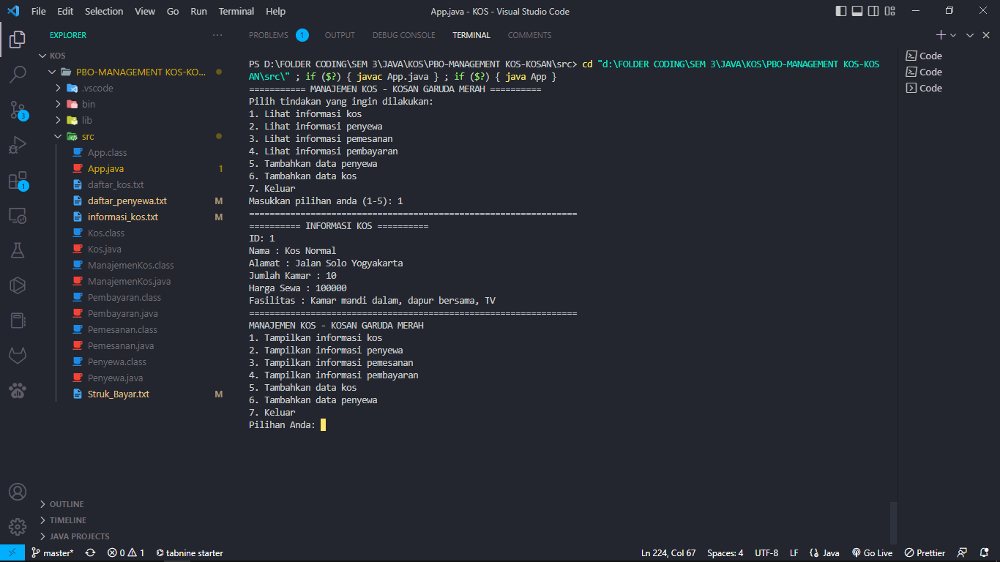 File Edit Selection View Go Run Terminal Help
App.java - KOS - Visual Studio Code
EXPLORER
KOS
PBO-MANAGEMENT KOS-KO...
.vscode
bin
lib
src
App.class
App.java 1
daftar_kos.txt
daftar_penyewa.txt M
informasi_kos.txt M
Kos.class
Kos.java
ManajemenKos.class
ManajemenKos.java
Pembayaran.class
Pembayaran.java
Pemesanan.class
Pemesanan.java
Penyewa.class
Penyewa.java
Struk_Bayar.txt M
OUTLINE
TIMELINE
JAVA PROJECTS
3
1
PROBLEMS 1 OUTPUT DEBUG CONSOLE TERMINAL COMMENTS
PS D:\FOLDER CODING\SEM 3\JAVA\KOS\PBO-MANAGEMENT KOS-KOSAN\src> cd "d:\FOLDER CODING\SEM 3\JAVA\KOS\PBO-MANAGEMENT KOS-KOS
AN\src\" ; if ($?) { javac App.java } ; if ($?) { java App }
=========== MANAJEMEN KOS - KOSAN GARUDA MERAH ==========
Pilih tindakan yang ingin dilakukan:
1. Lihat informasi kos
2. Lihat informasi penyewa
3. Lihat informasi pemesanan
4. Lihat informasi pembayaran
5. Tambahkan data penyewa
6. Tambahkan data kos
7. Keluar
Masukkan pilihan anda (1-5): 1
================================================================
========== INFORMASI KOS ==========
ID: 1
Nama : Kos Normal
Alamat : Jalan Solo Yogyakarta
Jumlah Kamar : 10
Harga Sewa : 100000
Fasilitas : Kamar mandi dalam, dapur bersama, TV
================================================================
MANAJEMEN KOS - KOSAN GARUDA MERAH
1. Tampilkan informasi kos
2. Tampilkan informasi penyewa
3. Tampilkan informasi pemesanan
4. Tampilkan informasi pembayaran
5. Tambahkan data kos
6. Tambahkan data penyewa
7. Keluar
Pilihan Anda:
Code
Code
Code
master* 0 1 tabnine starter
Ln 224, Col 67 Spaces: 4 UTF-8 LF {} Java Go Live Prettier